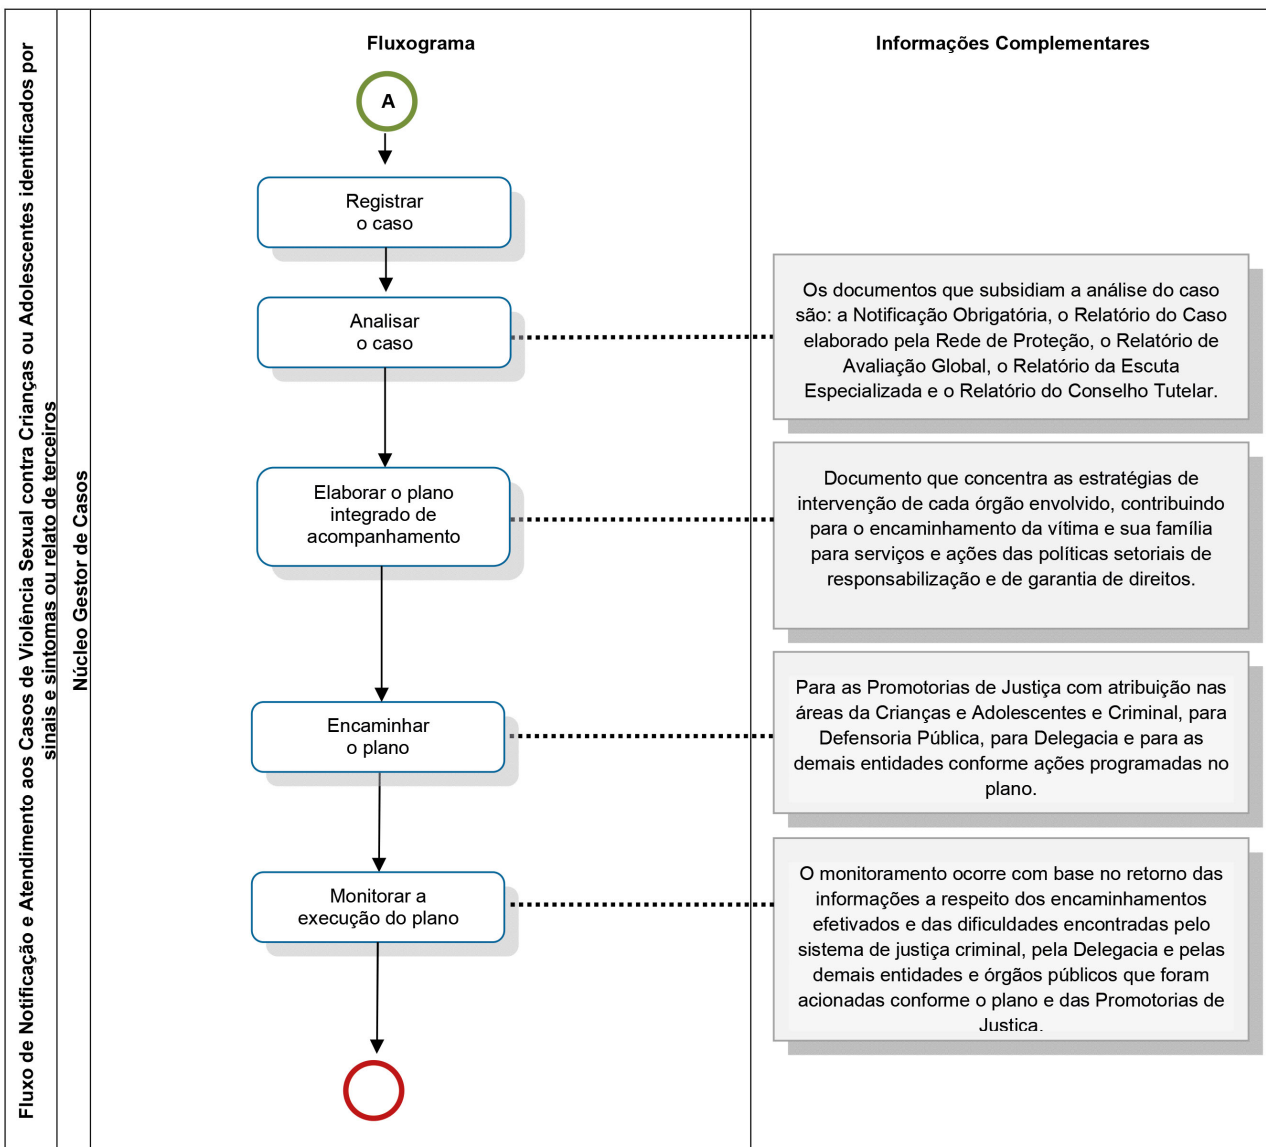 Fluxo de Notificação e Atendimento aos Casos de Violência Sexual contra Crianças ou Adolescentes identificados por
sinais e sintomas ou relato de terceiros
Núcleo Gestor de Casos
Fluxograma
A
Registrar
o caso
Analisar
o caso
Elaborar o plano
integrado de
acompanhamento
Encaminhar
o plano
Monitorar a
execução do plano
Informações Complementares
Os documentos que subsidiam a análise do caso
são: a Notificação Obrigatória, o Relatório do Caso
elaborado pela Rede de Proteção, o Relatório de
Avaliação Global, o Relatório da Escuta
Especializada e o Relatório do Conselho Tutelar.
Documento que concentra as estratégias de
intervenção de cada órgão envolvido, contribuindo
para o encaminhamento da vítima e sua família
para serviços e ações das políticas setoriais de
responsabilização e de garantia de direitos.
Para as Promotorias de Justiça com atribuição nas
áreas da Crianças e Adolescentes e Criminal, para
Defensoria Pública, para Delegacia e para as
demais entidades conforme ações programadas no
plano.
O monitoramento ocorre com base no retorno das
informações a respeito dos encaminhamentos
efetivados e das dificuldades encontradas pelo
sistema de justiça criminal, pela Delegacia e pelas
demais entidades e órgãos públicos que foram
acionadas conforme o plano e das Promotorias de
Justiça.